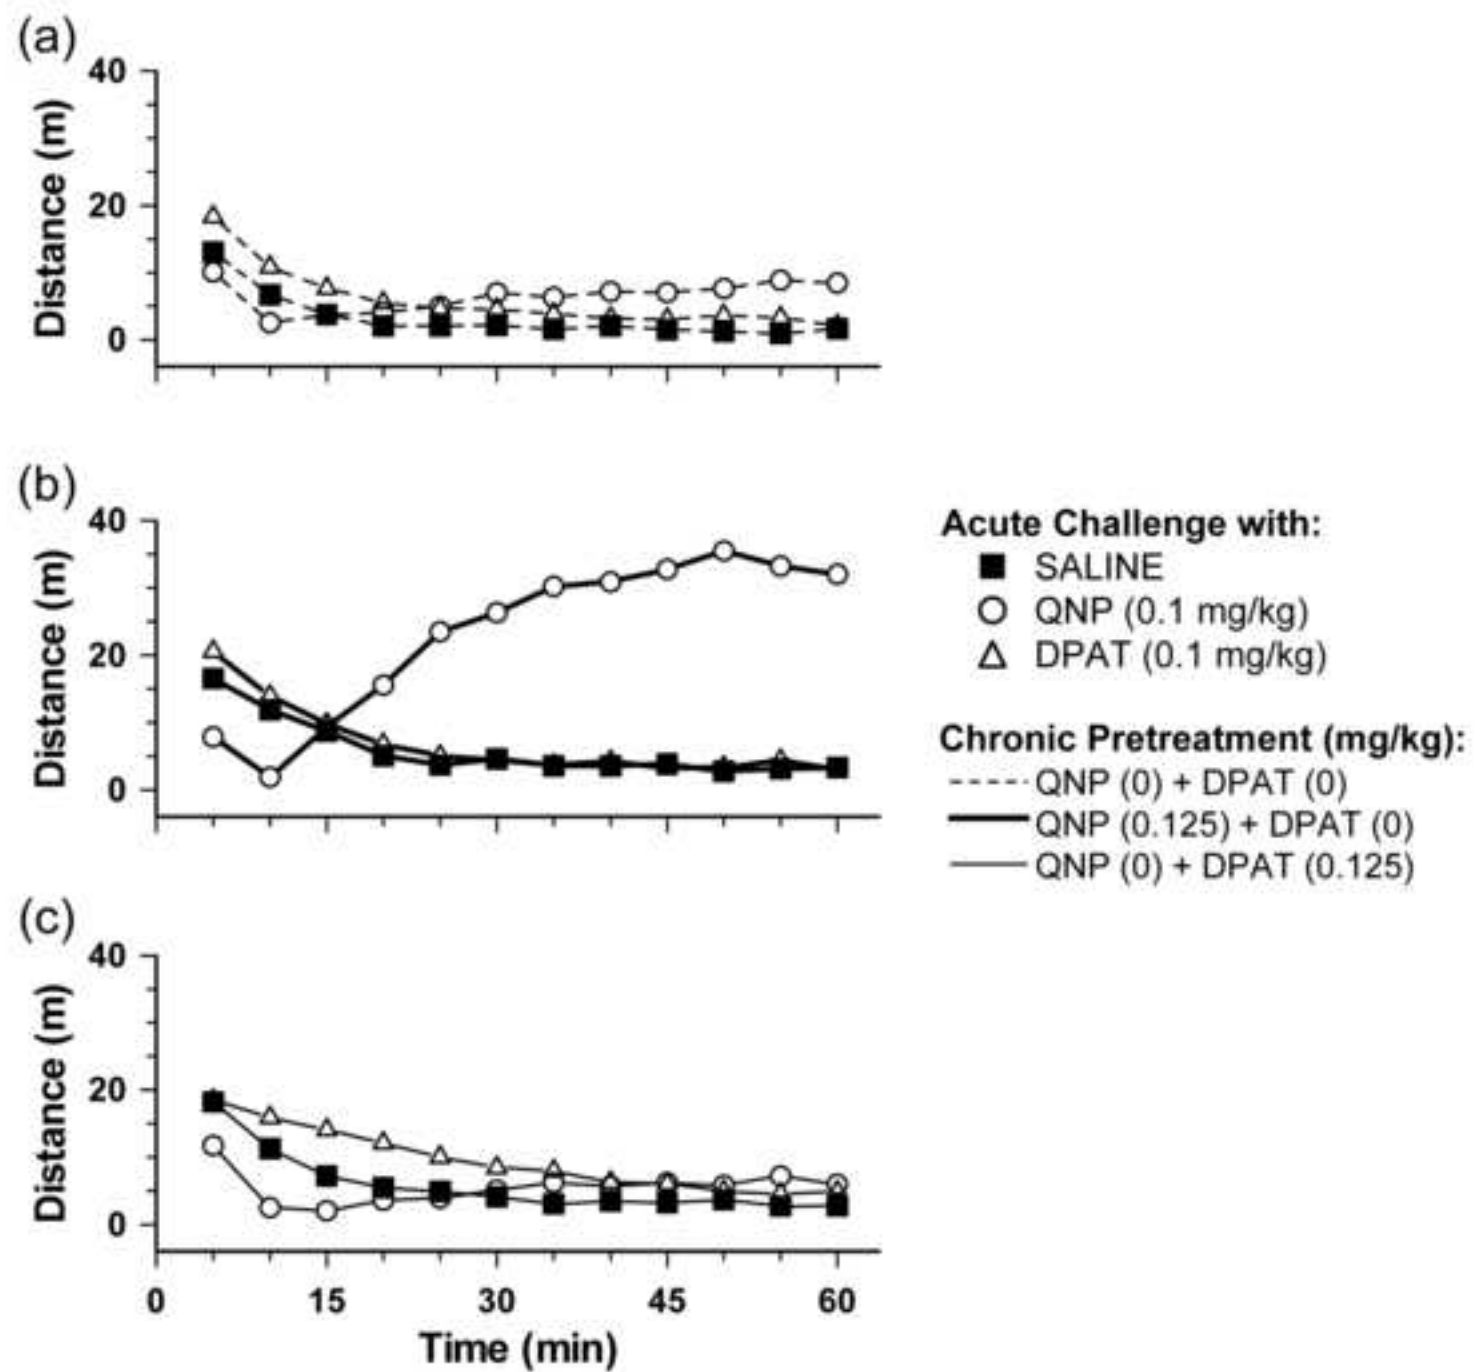 (a)
40
20
0
Distance (m)
(b)
40
20
0
Distance (m)
Acute Challenge with:
SALINE
QNP (0.1 mg/kg)
DPAT (0.1 mg/kg)
Chronic Pretreatment (mg/kg):
QNP (0) + DPAT (0)
QNP (0.125) + DPAT (0)
QNP (0) + DPAT (0.125)
(c)
40
20
0
Distance (m)
0 15 30 45 60
Time (min)